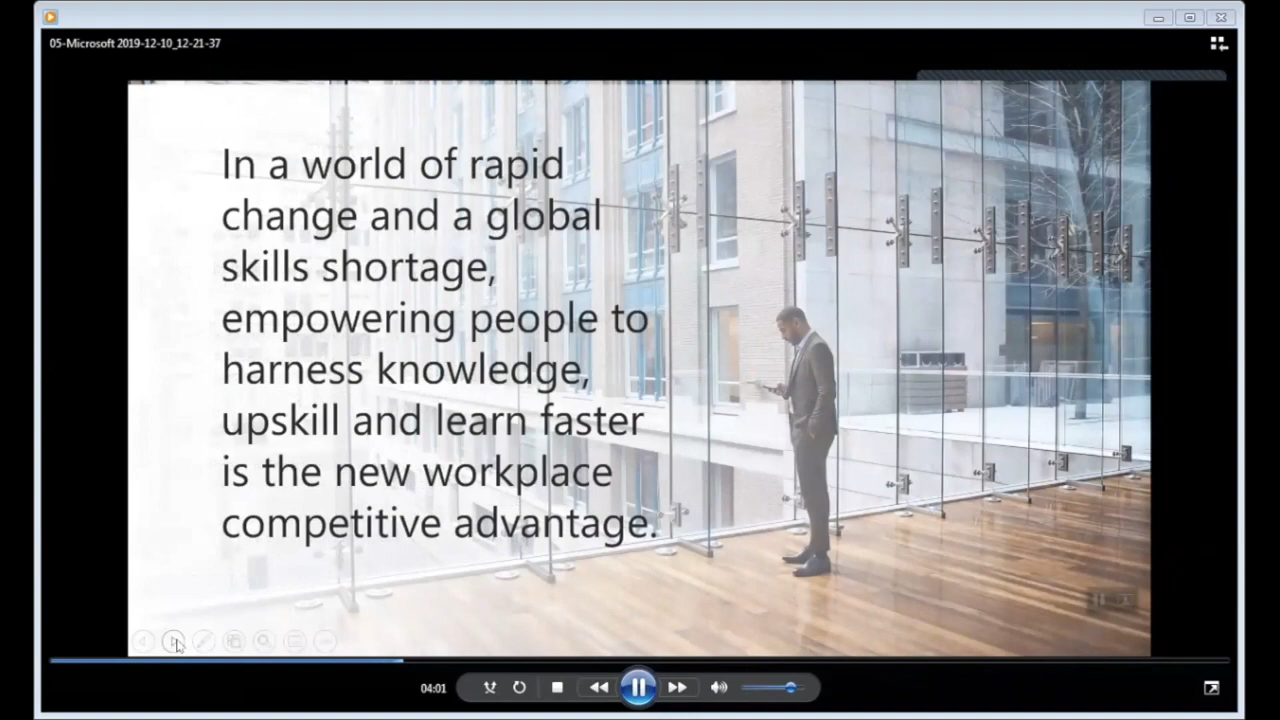 05-Microsoft 2019-12-10_12-21-37
In a world of rapid
change and a global
skills shortage,
empowering people to
harness knowledge,
upskill and learn faster
is the new workplace
competitive advantage.
04:01